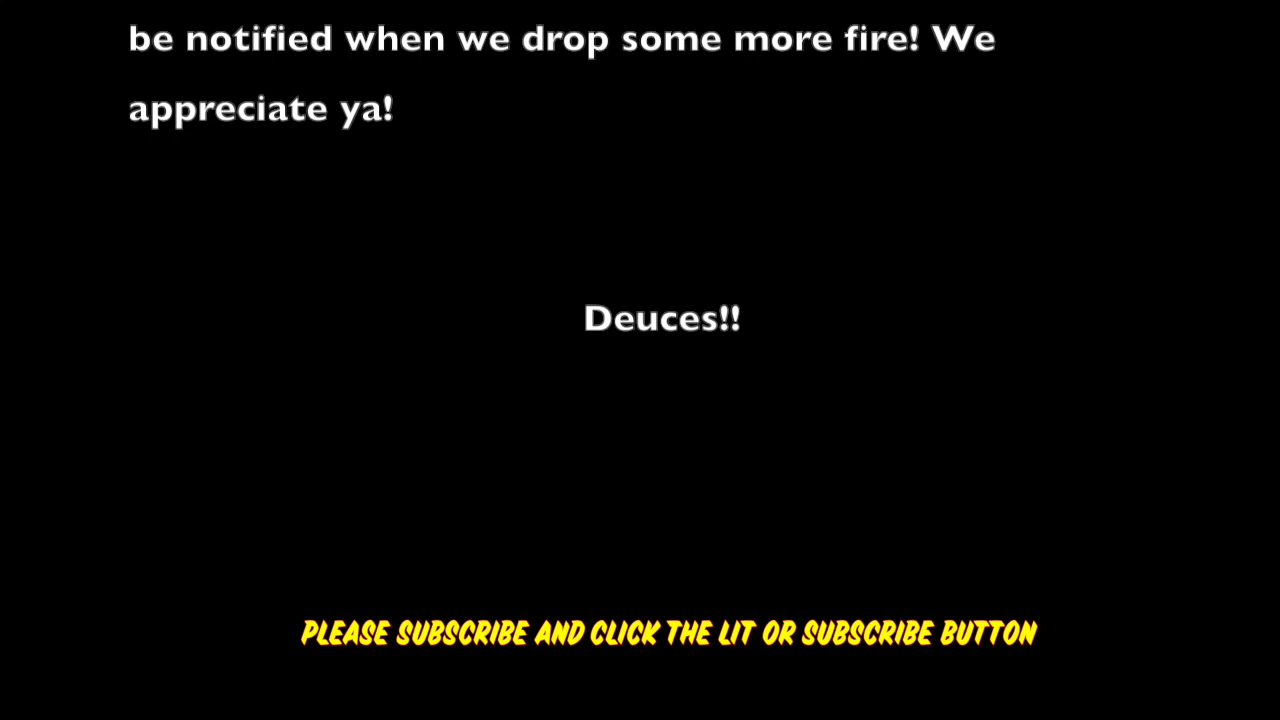 be notified when we drop some more fire! We
appreciate ya!
Deuces!!
PLEASE SUBSCRIBE AND CLICK THE LIT OR SUBSCRIBE BUTTON